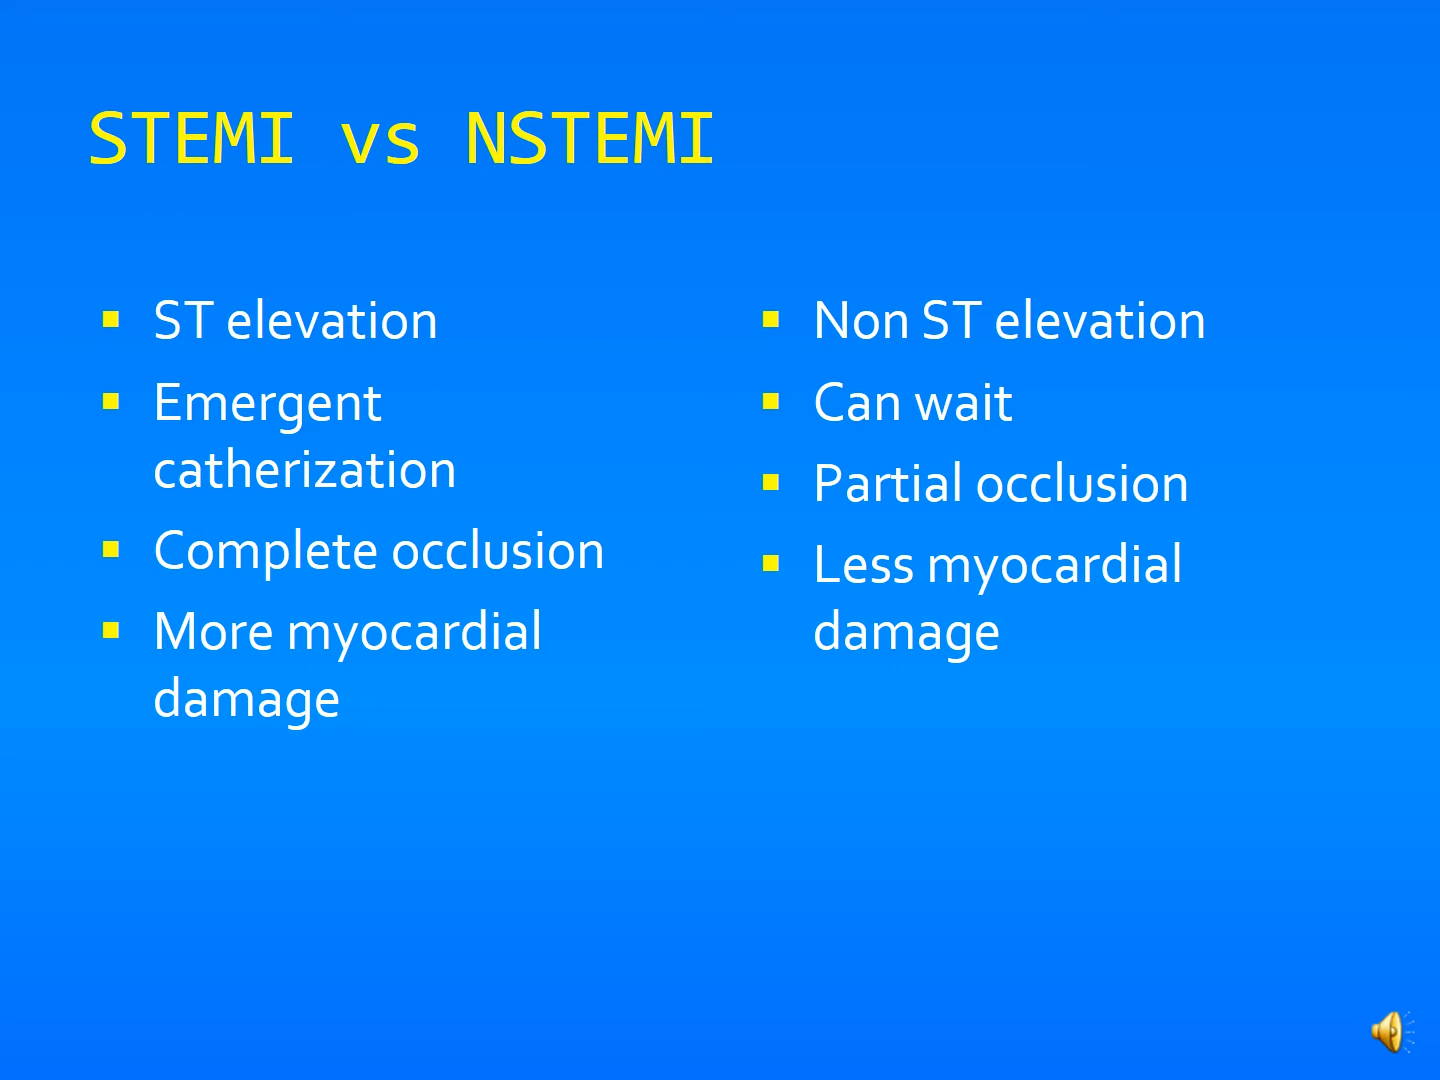 STEMI vs NSTEMI
ST elevation
Emergent
catherization
Complete occlusion
More myocardial
damage
Non ST elevation
Can wait
Partial occlusion
Less myocardial
damage